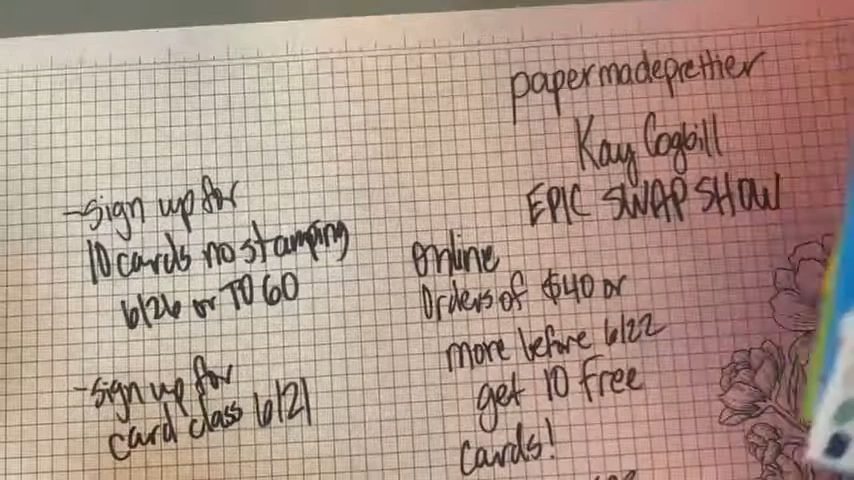 papermadeprettier
Kay Cogbill
EPIC SWAP SHOW
-sign up for
10 cards no stamping
6/26 or TO GO
-sign up for
card class 6/21
online
orders of $40 or
more before 6/22
get 10 free
cards!